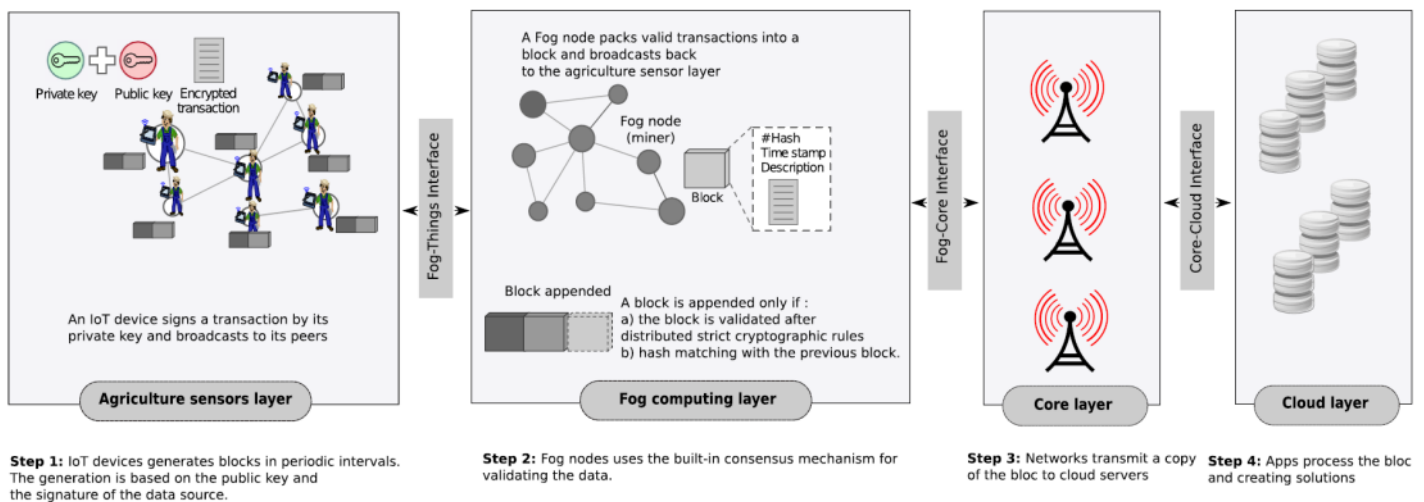 Private key
Public key
Encrypted
transaction
An IoT device signs a transaction by its
private key and broadcasts to its peers
Agriculture sensors layer
Step 1: IoT devices generates blocks in periodic intervals.
The generation is based on the public key and
the signature of the data source.
Fog-Things Interface
A Fog node packs valid transactions into a
block and broadcasts back
to the agriculture sensor layer
Fog node
(miner)
Block
#Hash
Time stamp
Description
Block appended
A block is appended only if :
a) the block is validated after
distributed strict cryptographic rules
b) hash matching with the previous block.
Fog computing layer
Step 2: Fog nodes uses the built-in consensus mechanism for
validating the data.
Fog-Core Interface
Core layer
Step 3: Networks transmit a copy
of the bloc to cloud servers
Core-Cloud Interface
Cloud layer
Step 4: Apps process the bloc
and creating solutions